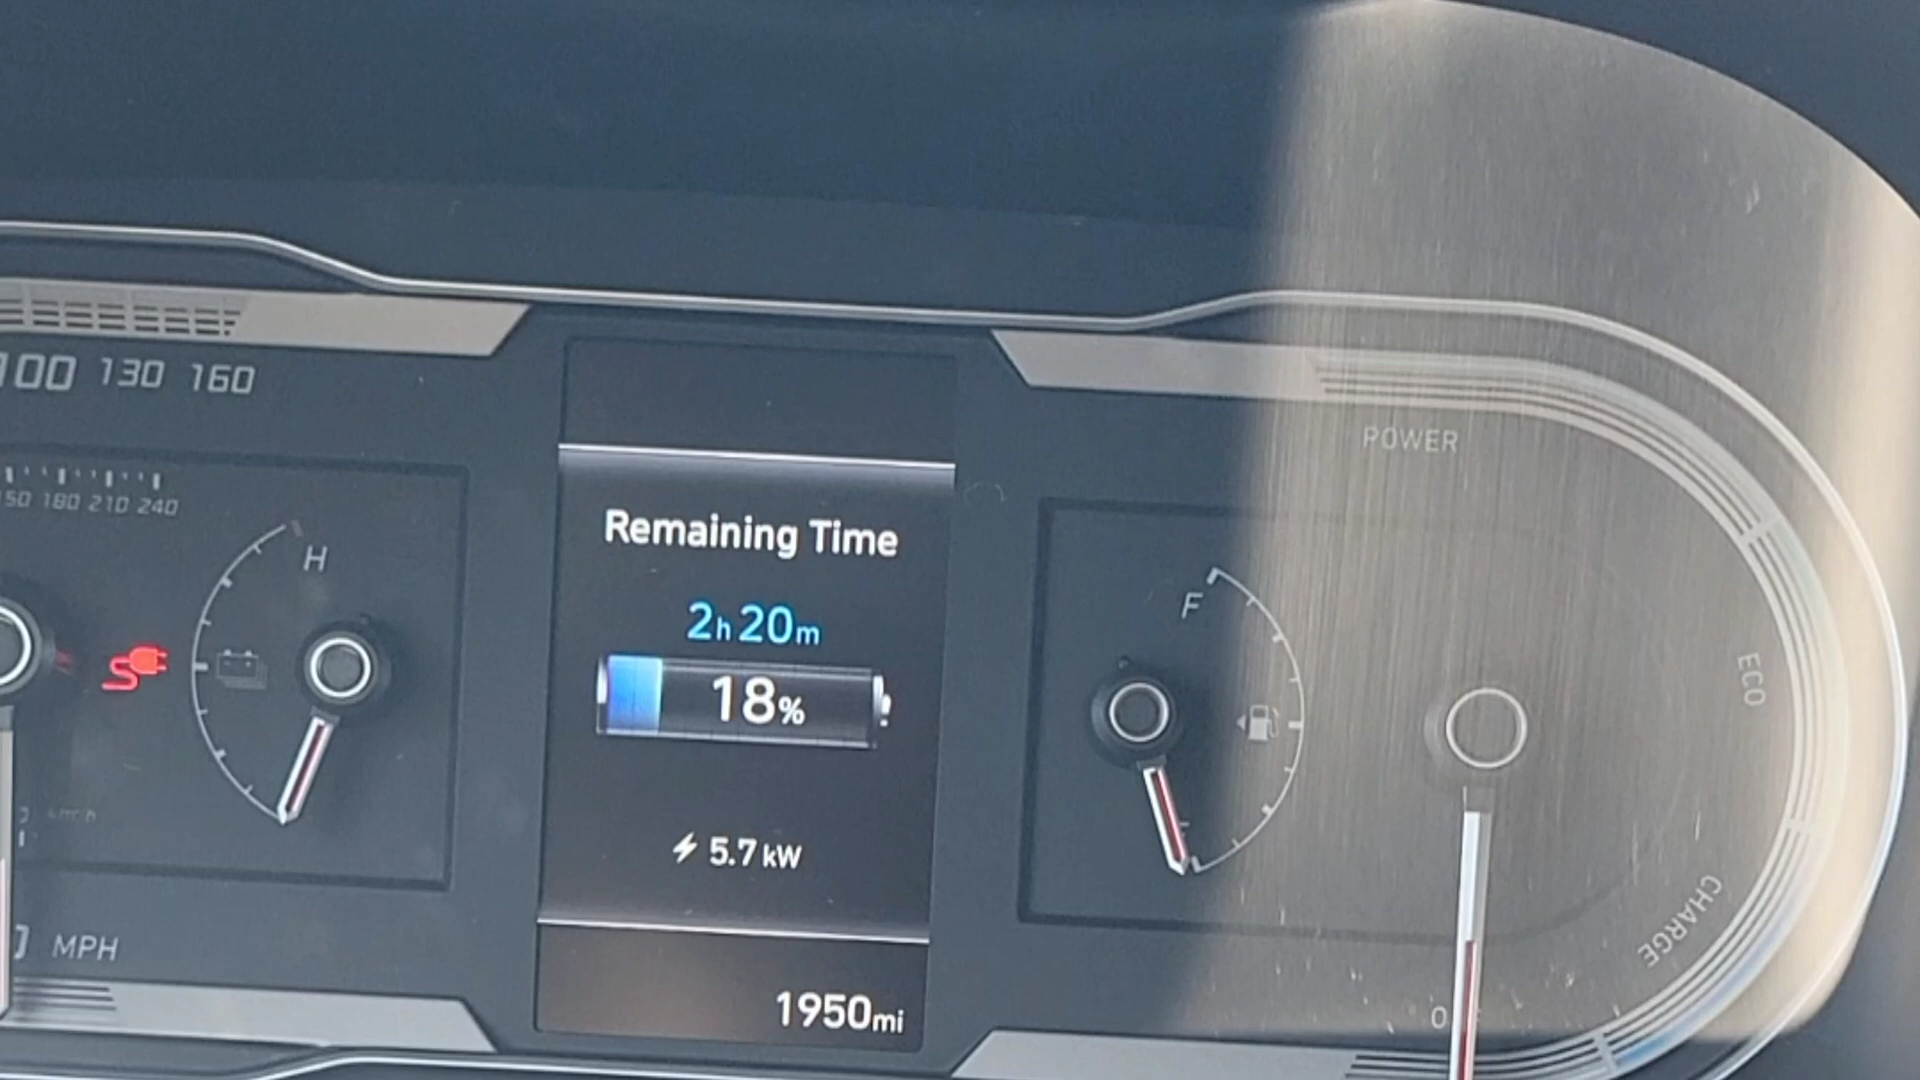 100 130 160
POWER
150 180 210 240
H
Remaining Time
F
2h 20m
ECO
18%
5.7 kW
CHARGE
MPH
1950mi
0